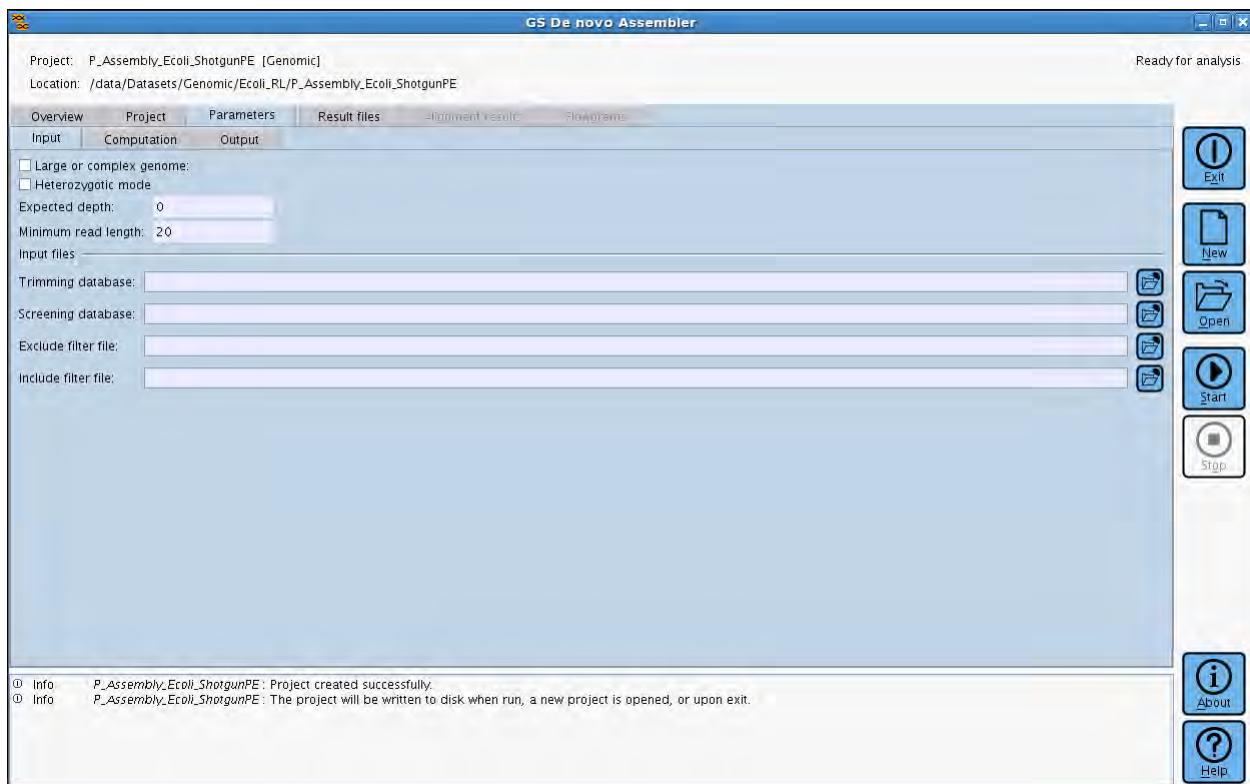 GS De novo Assembler
Project: P_Assembly_Ecoli_ShotgunPE [Genomic]
Ready for analysis
Location: /data/Datasets/Genomic/Ecoli_RL/P_Assembly_Ecoli_ShotgunPE
Overview Project Parameters Result files Alignment results Flowgrams
Input Computation Output
Large or complex genome:
Heterozygotic mode
Expected depth: 0
Minimum read length: 20
Input files
Trimming database:
Screening database:
Exclude filter file:
Include filter file:
Exit
New
Open
Start
Stop
Info P_Assembly_Ecoli_ShotgunPE : Project created successfully.
Info P_Assembly_Ecoli_ShotgunPE : The project will be written to disk when run, a new project is opened, or upon exit.
About
Help